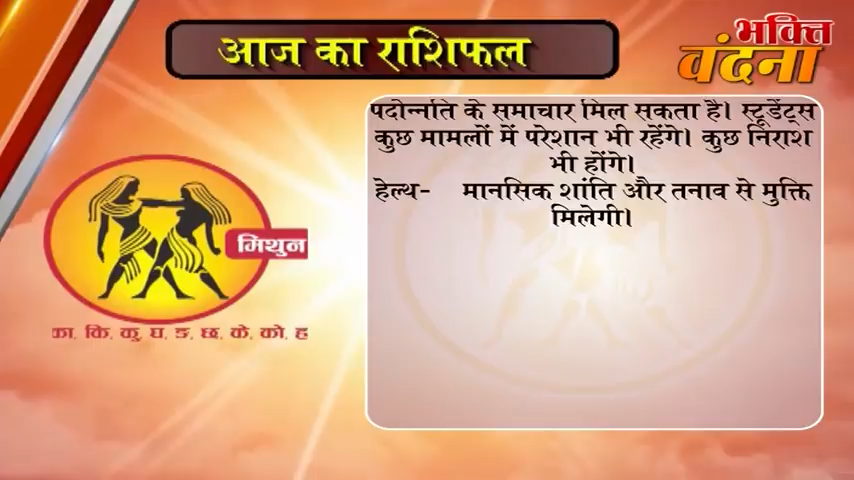 आज का राशिफल
भक्ति
वंदना
पदोन्नति के समाचार मिल सकता है। स्टूडेंट्स
कुछ मामलों में परेशान भी रहेंगे। कुछ निराश
भी होंगे।
हेल्थ- मानसिक शांति और तनाव से मुक्ति
मिलेगी।
मिथुन
का, कि, कु, घ, ङ, छ, के, को, ह